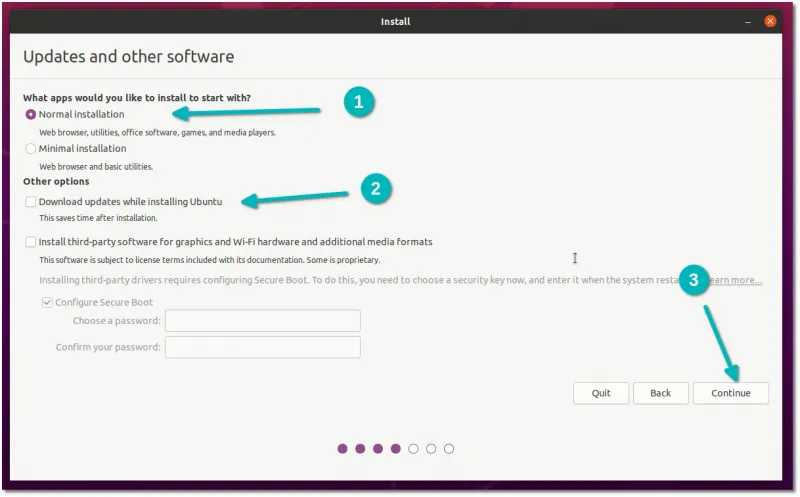 Install
Updates and other software
What apps would you like to install to start with?
Normal installation
1
Web browser, utilities, office software, games, and media players.
Minimal installation
Web browser and basic utilities.
Other options
2
Download updates while installing Ubuntu
This saves time after installation.
Install third-party software for graphics and Wi-Fi hardware and additional media formats
This software is subject to license terms included with its documentation. Some is proprietary.
Installing third-party drivers requires configuring Secure Boot. To do this, you need to choose a security key now, and enter it when the system more...
3
Configure Secure Boot
Choose a password:
Confirm your password:
Quit Back Continue